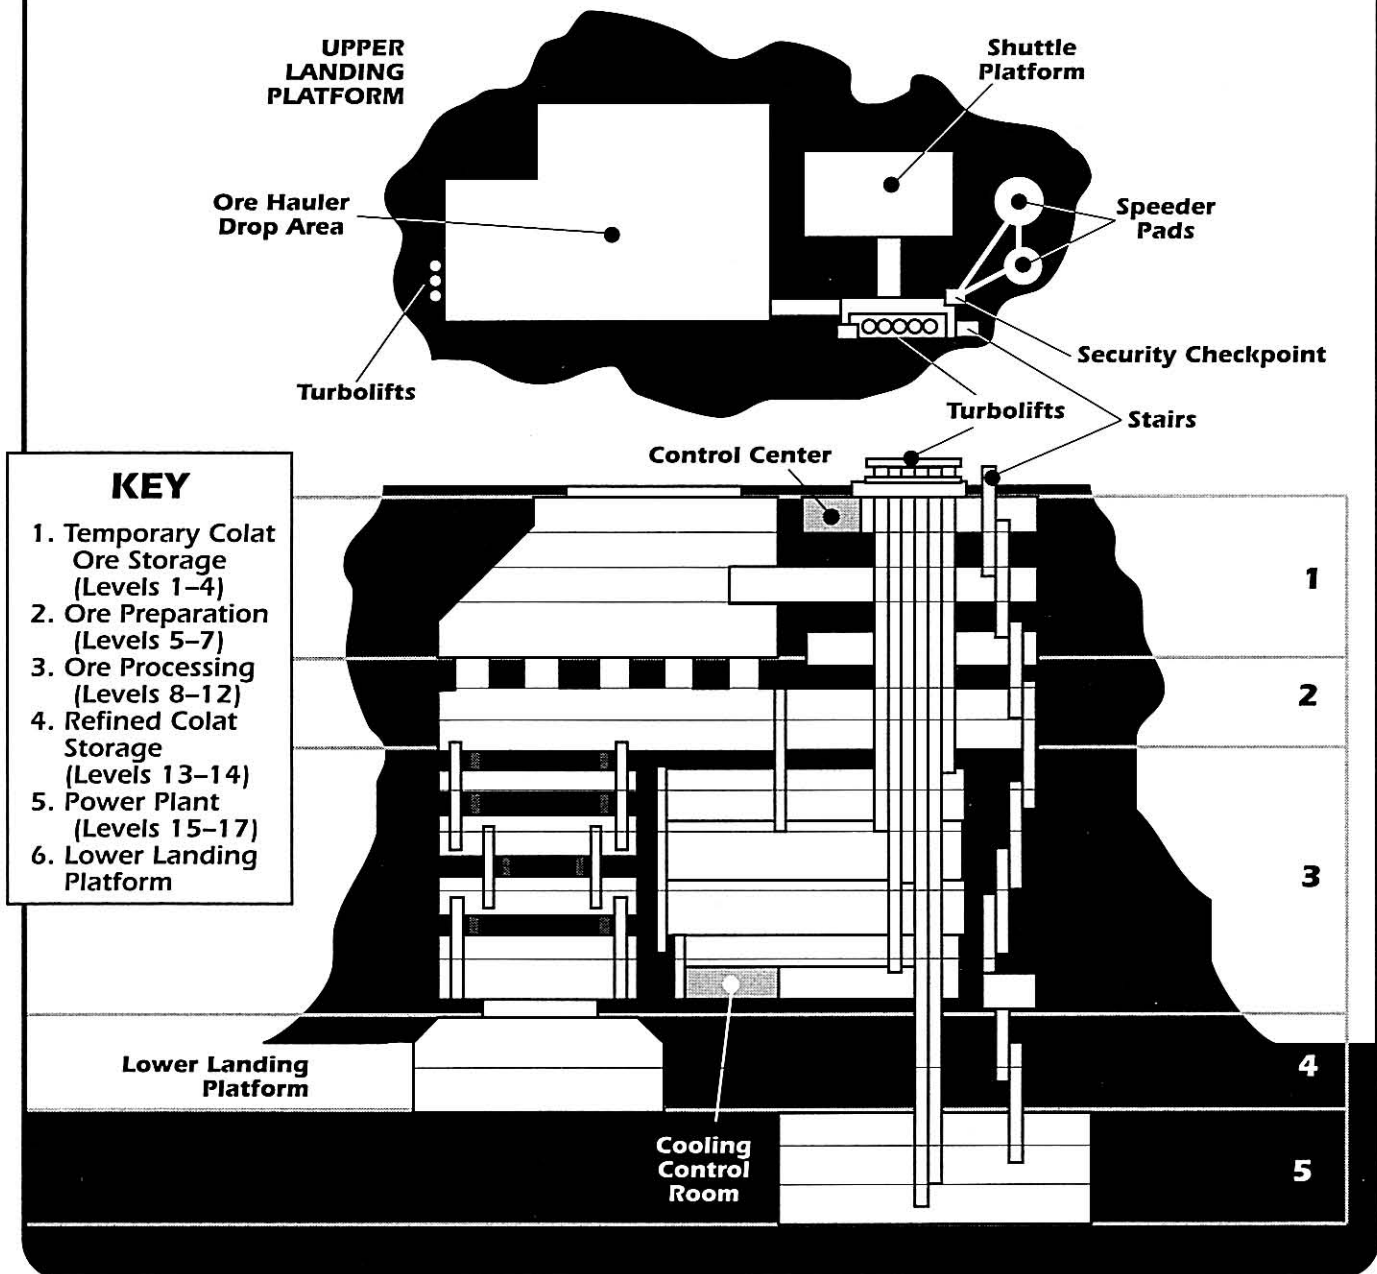 UPPER
LANDING
PLATFORM
Shuttle
Platform
Ore Hauler
Drop Area
Speeder
Pads
Security Checkpoint
Turbolifts
Turbolifts
Stairs
Control Center
KEY
1. Temporary Colat
Ore Storage
(Levels 1–4)
2. Ore Preparation
(Levels 5–7)
3. Ore Processing
(Levels 8–12)
4. Refined Colat
Storage
(Levels 13–14)
5. Power Plant
(Levels 15–17)
6. Lower Landing
Platform
1
2
3
4
5
Lower Landing
Platform
Cooling
Control
Room